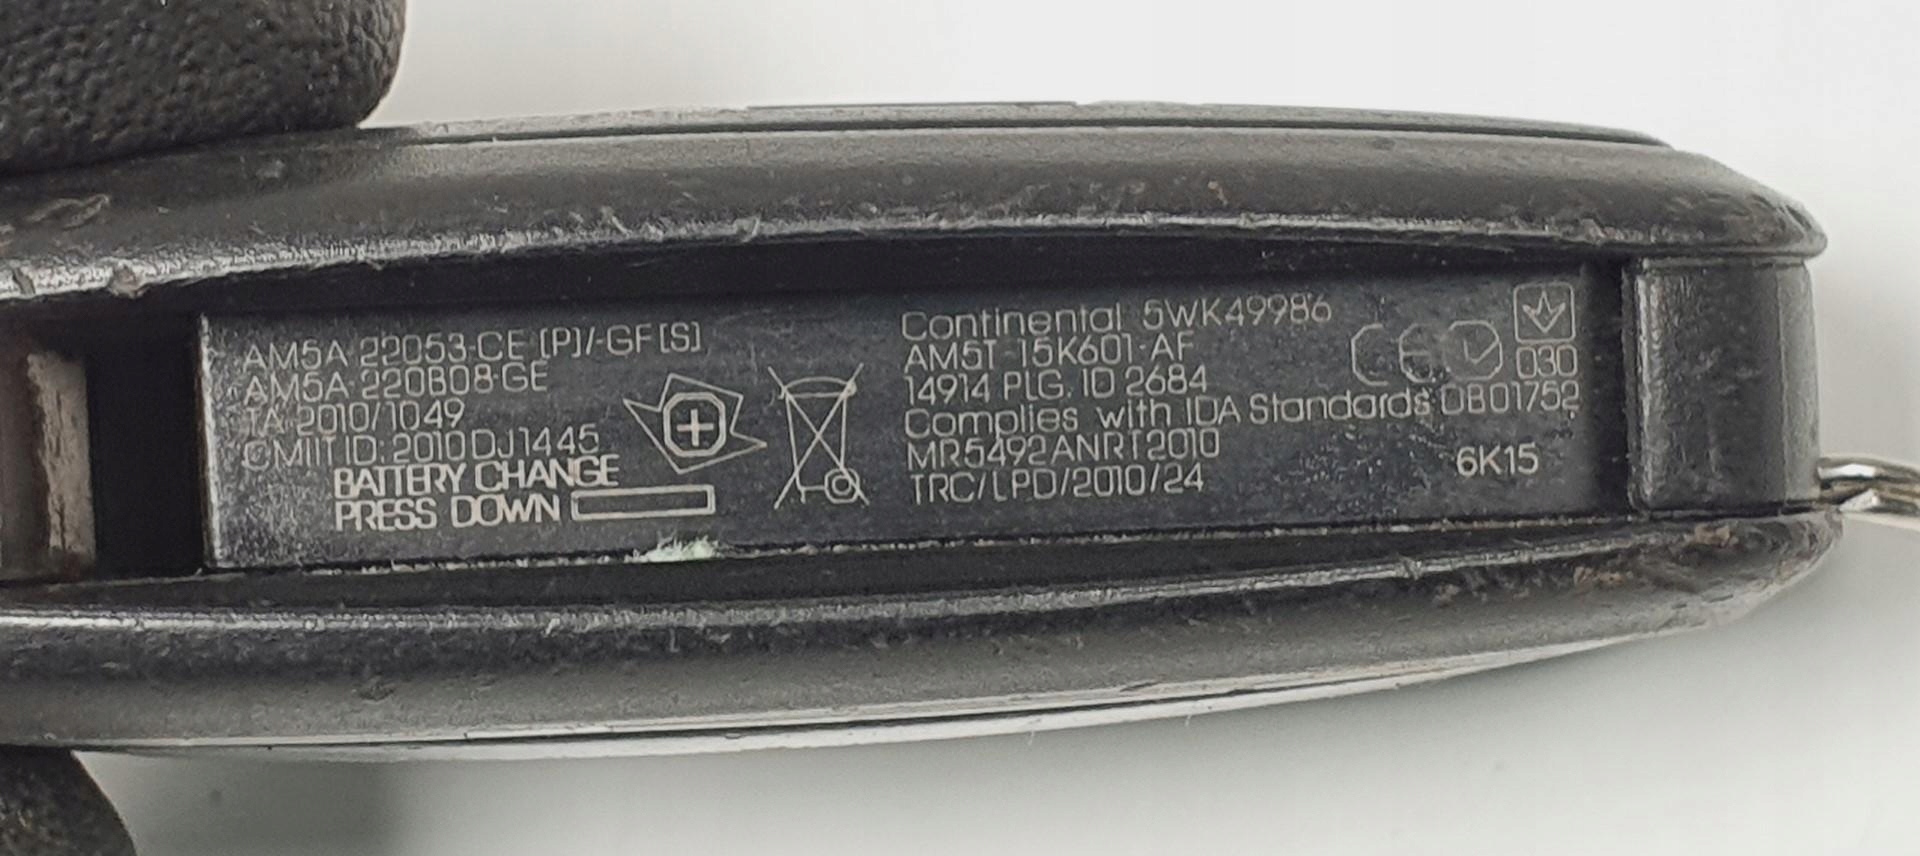 AM5A 22053-CE [P]/-GF[S]
AM5A-220B08-GE
TA-2010/1049
CMIIT ID: 2010DJ1445
BATTERY CHANGE
PRESS DOWN
Continental 5WK49986
AM5T-15K601-AF
14914 PLG. ID 2684
Complies with IDA Standards DB01752
MR5492ANRT2010
TRC/LPD/2010/24
CE
030
6K15